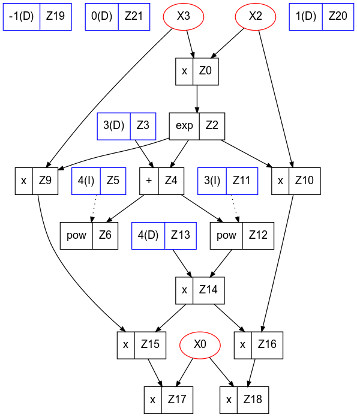 -1(D) Z19 0(D) Z21 X3 X2 1(D) Z20
x Z0
3(D) Z3 exp Z2
x Z9 4(I) Z5 + Z4 3(I) Z11 x Z10
pow Z6 4(D) Z13 pow Z12
x Z14
x Z15 X0 x Z16
x Z17 x Z18